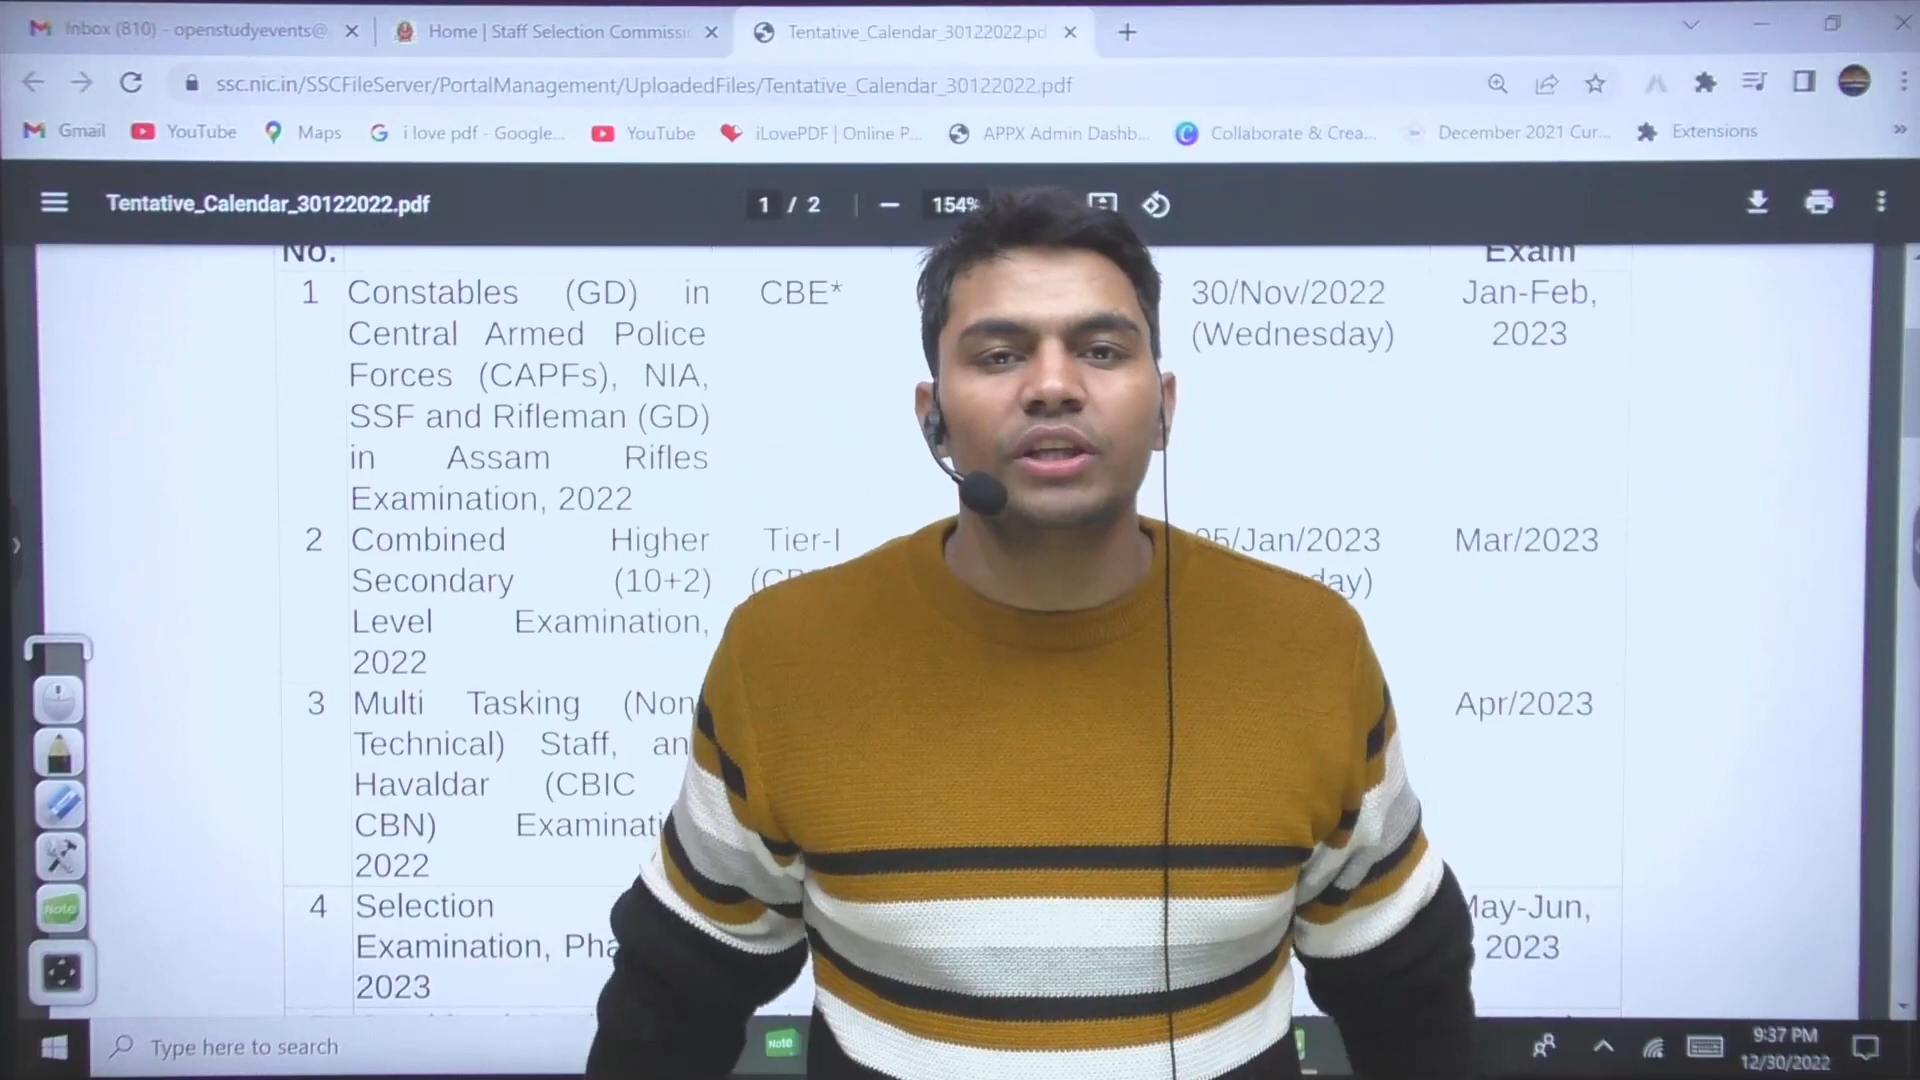 Inbox (810) - openstudyevents@
Home | Staff Selection Commissi
Tentative_Calendar_30122022.pd
ssc.nic.in/SSCFileServer/PortalManagement/UploadedFiles/Tentative_Calendar_30122022.pdf
Gmail YouTube Maps i love pdf - Google... YouTube iLovePDF | Online P... APPX Admin Dashb... Collaborate & Crea... December 2021 Cur... Extensions »
Tentative_Calendar_30122022.pdf 1 / 2 154%
No. Exam
1 Constables (GD) in CBE* 30/Nov/2022 Jan-Feb,
Central Armed Police (Wednesday) 2023
Forces (CAPFs), NIA,
SSF and Rifleman (GD)
in Assam Rifles
Examination, 2022
2 Combined Higher Tier-I /Jan/2023 Mar/2023
Secondary (10+2)
Level Examination,
2022
3 Multi Tasking (Non Apr/2023
Technical) Staff,
Havaldar (CBIC
CBN)
2022
4 Selection May-Jun,
Examination, 2023
2023
Note
Type here to search Note 9:37 PM
12/30/2022